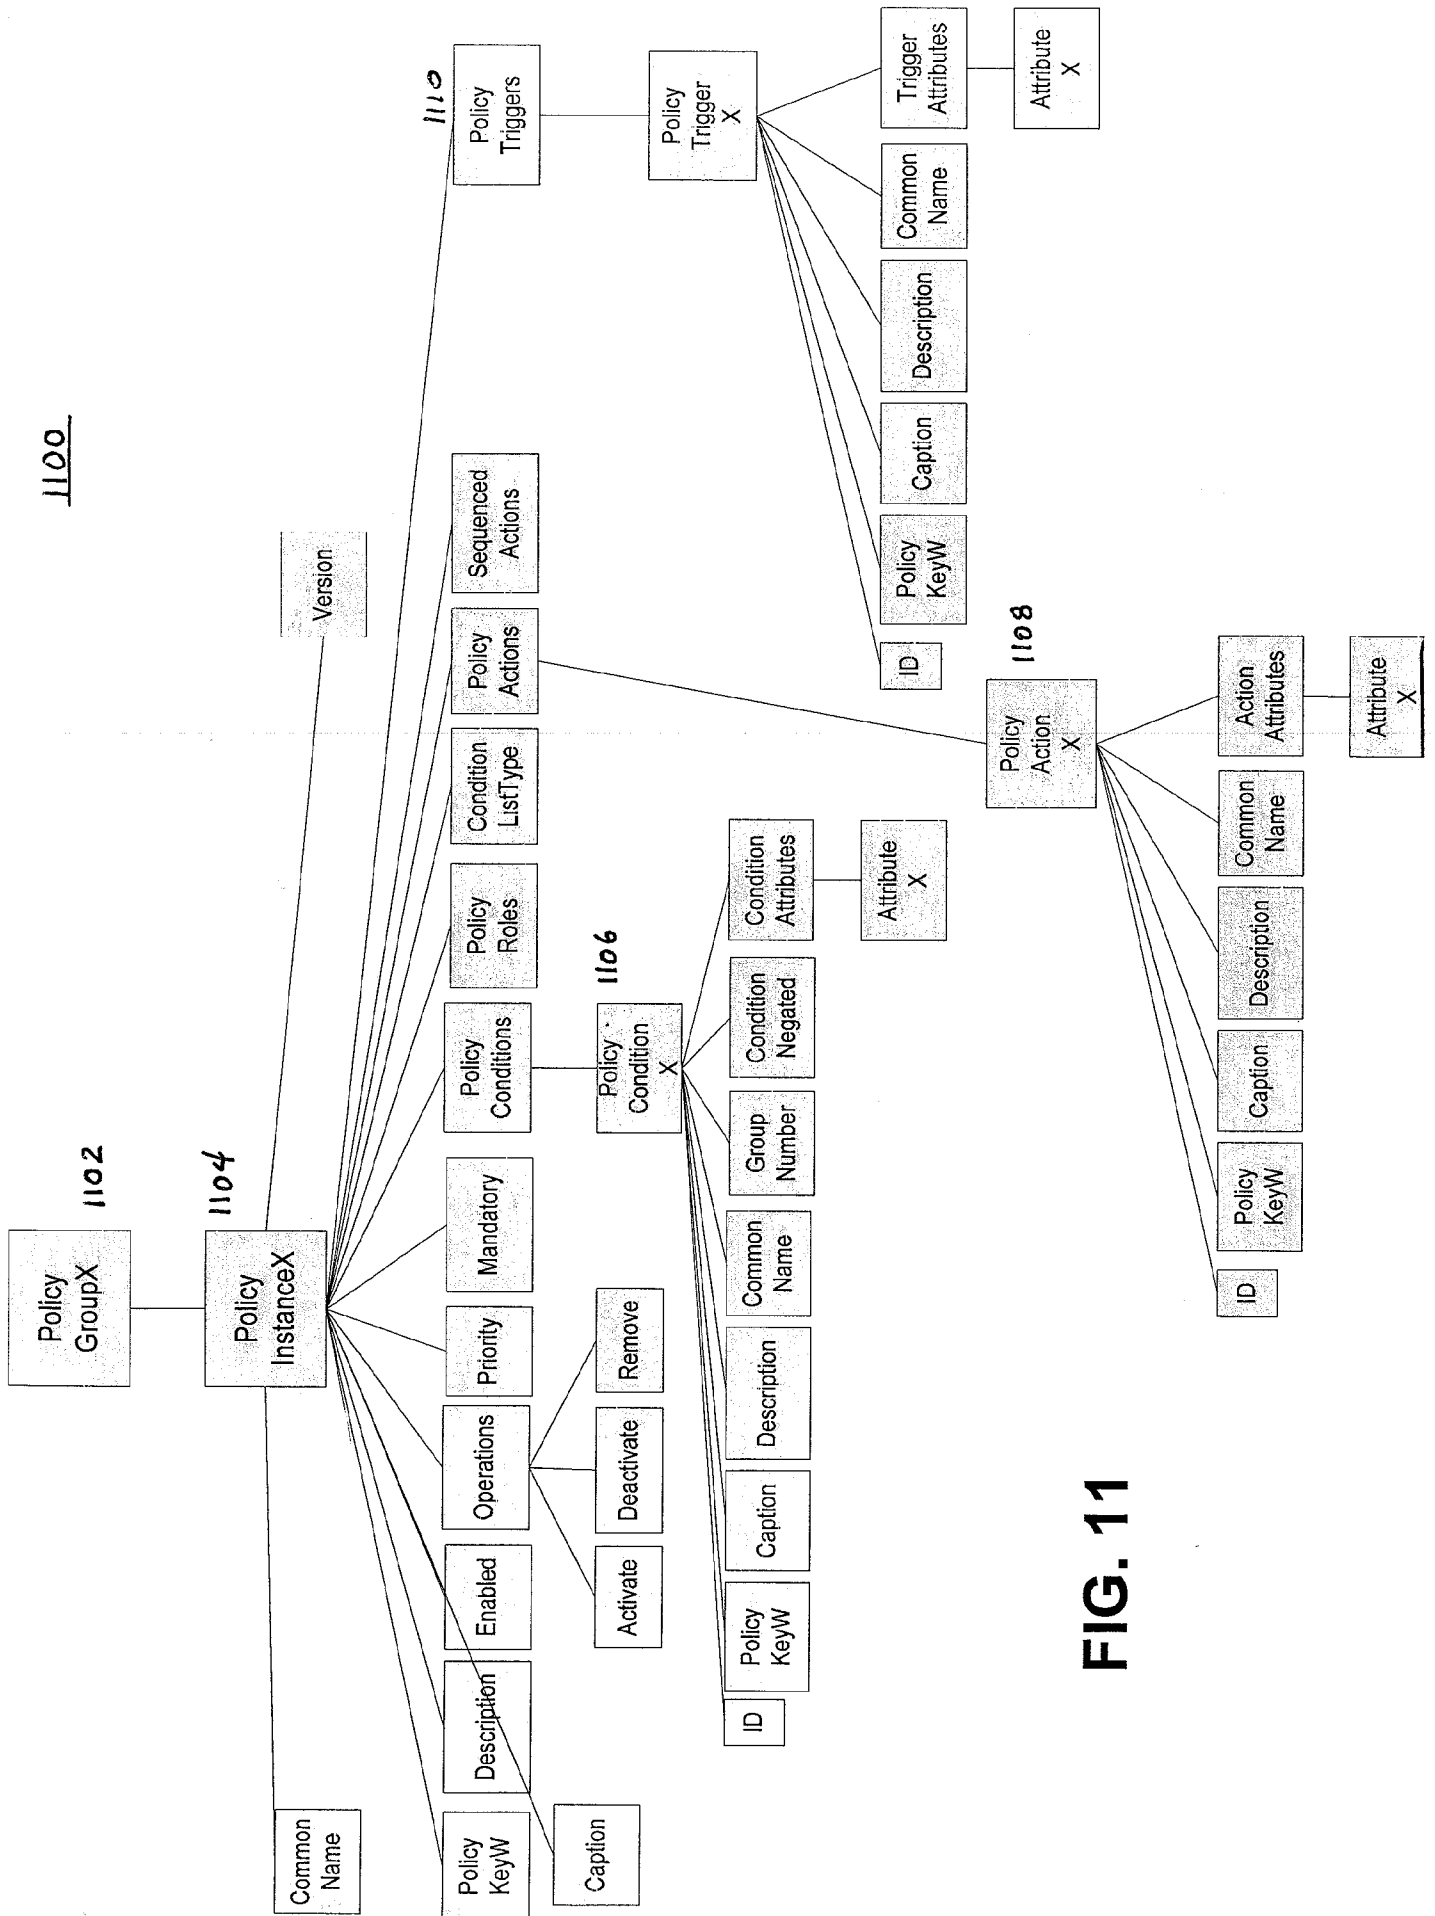 1100
Policy
GroupX
1102
Policy
InstanceX
1104
Common
Name
Version
Policy
KeyW
Description
Enabled
Operations
Priority
Mandatory
Policy
Conditions
Policy
Roles
Condition
ListType
Policy
Actions
Sequenced
Actions
1110
Policy
Triggers
Caption
Activate
Deactivate
Remove
Policy
Condition
X
1106
Policy
Trigger
X
ID
Policy
KeyW
Caption
Description
Common
Name
Group
Number
Condition
Negated
Condition
Attributes
Attribute
X
ID
Policy
KeyW
Caption
Description
Common
Name
Trigger
Attributes
Attribute
X
Policy
Action
X
1108
ID
Policy
KeyW
Caption
Description
Common
Name
Action
Attributes
Attribute
X
FIG. 11